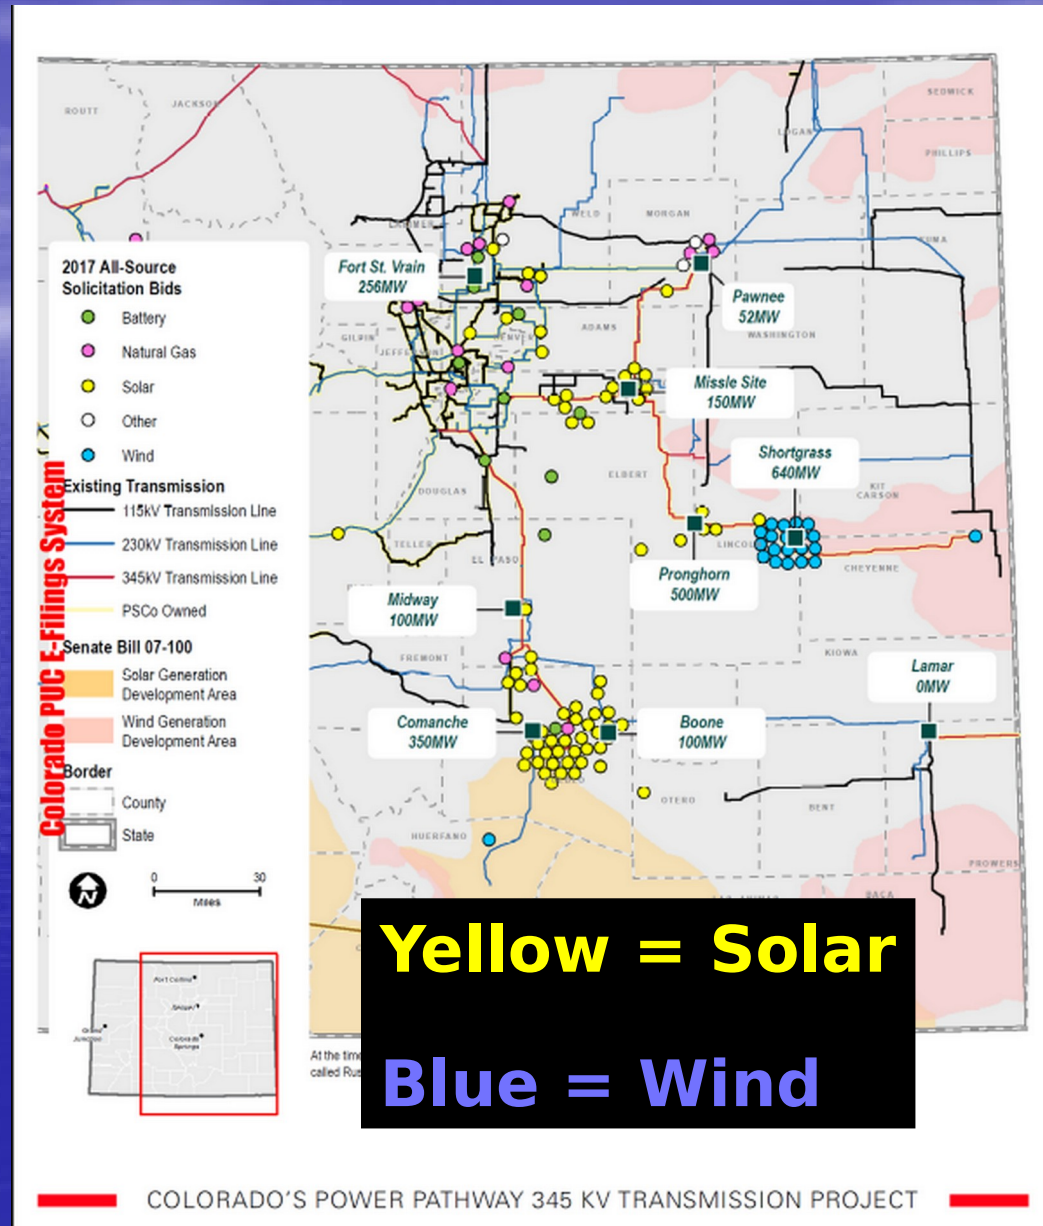 ROUTT
JACKSON
LOGAN
SEDWICK
PHILLIPS
LARIMER
WELD
MORGAN
YUMA
Fort St. Vrain
256MW
Pawnee
52MW
GILPIN
JEFFERSON
DENVER
ADAMS
WASHINGTON
Missle Site
150MW
Shortgrass
640MW
ELBERT
KIT
CARSON
DOUGLAS
TELLER
EL PASO
LINCOLN
CHEYENNE
Pronghorn
500MW
Midway
100MW
FREMONT
KIOWA
Lamar
0MW
Comanche
350MW
Boone
100MW
OTERO
BENT
HUERFANO
PROWERS
BACA
2017 All-Source
Solicitation Bids
Battery
Natural Gas
Solar
Other
Wind
Existing Transmission
115kV Transmission Line
230kV Transmission Line
345kV Transmission Line
PSCo Owned
Senate Bill 07-100
Solar Generation
Development Area
Wind Generation
Development Area
Border
County
State
N
0 30
Miles
Colorado PUC E-Filings System
Fort Collins
Denver
Grand
Junction
Colorado
Springs
At the time
called Rus
Yellow = Solar
Blue = Wind
COLORADO'S POWER PATHWAY 345 KV TRANSMISSION PROJECT